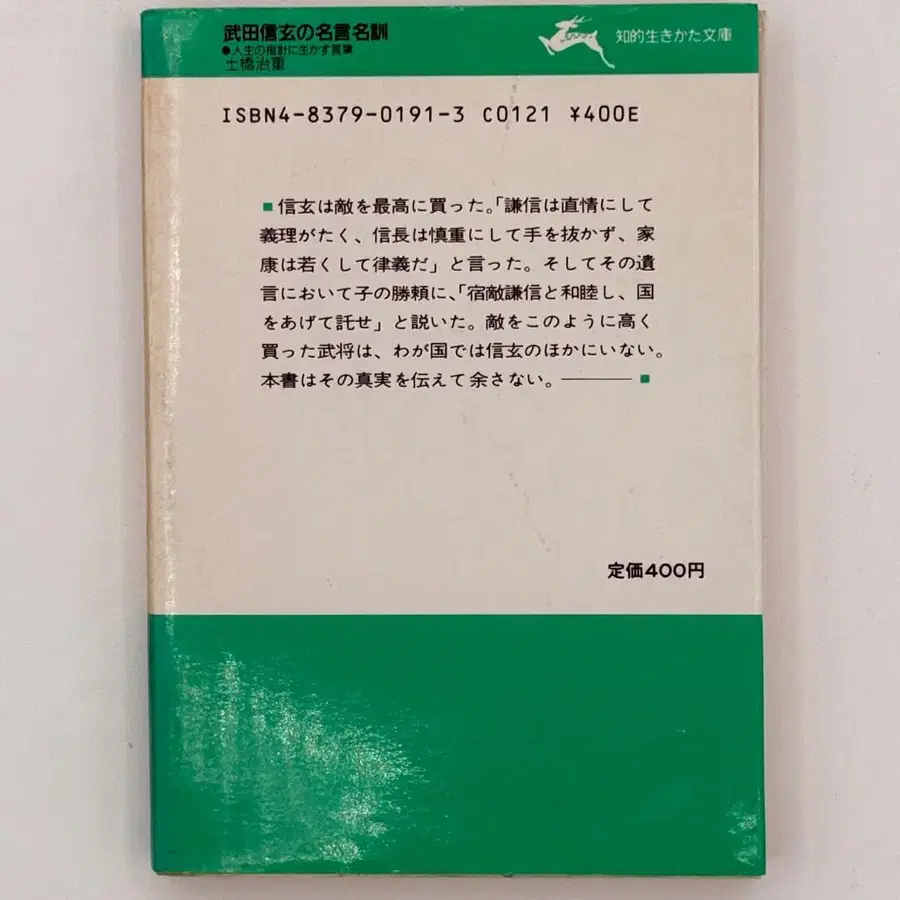 武田信玄の名言名訓
●人生の指針に生かす言葉
土橋治重
知的生きかた文庫
ISBN4-8379-0191-3 C0121 ¥400E
■信玄は敵を最高に買った。「謙信は直情にして
義理がたく、信長は慎重にして手を抜かず、家
康は若くして律義だ」と言った。そしてその遺
言において子の勝頼に、「宿敵謙信と和睦し、国
をあげて託せ」と説いた。敵をこのように高く
買った武将は、わが国では信玄のほかにいない。
本書はその真実を伝えて余さない。――■
定価400円